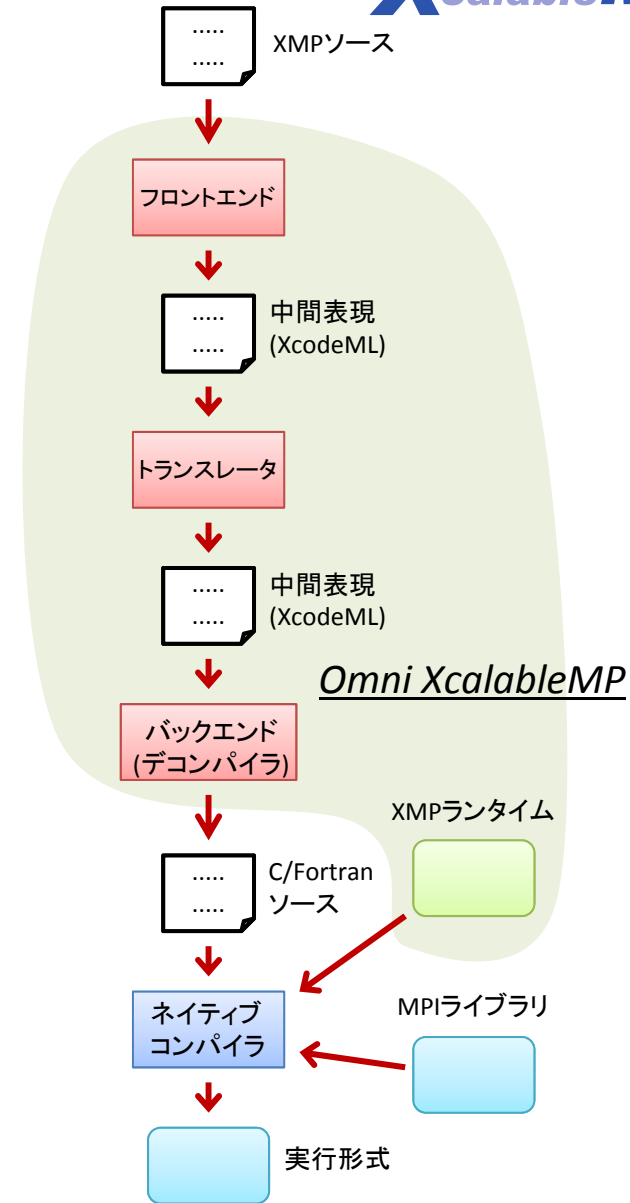 .....
.....
XMPソース
フロントエンド
.....
.....
中間表現
(XcodeML)
トランスレータ
.....
.....
中間表現
(XcodeML)
Omni XcalableMP
バックエンド
(デコンパイラ)
XMPランタイム
.....
.....
C/Fortran
ソース
ネイティブ
コンパイラ
MPIライブラリ
実行形式